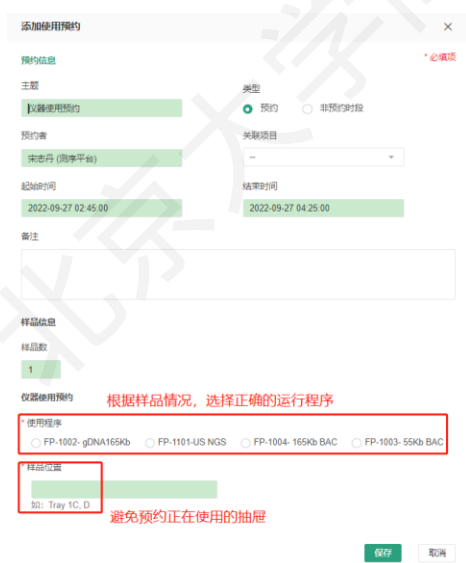 添加使用预约 ×
预约信息 * 必填项
主题 类型
仪器使用预约 预约 非预约时段
预约者 关联项目
宋志丹 (测序平台) --
起始时间 结束时间
2022-09-27 02:45:00 2022-09-27 04:25:00
备注
样品信息
样品数
1
仪器使用预约 根据样品情况，选择正确的运行程序
* 使用程序
FP-1002- gDNA165Kb FP-1101-US NGS FP-1004- 165Kb BAC FP-1003- 55Kb BAC
* 样品位置
如: Tray 1C, D
避免预约正在使用的抽屉
保存 取消
北京大学